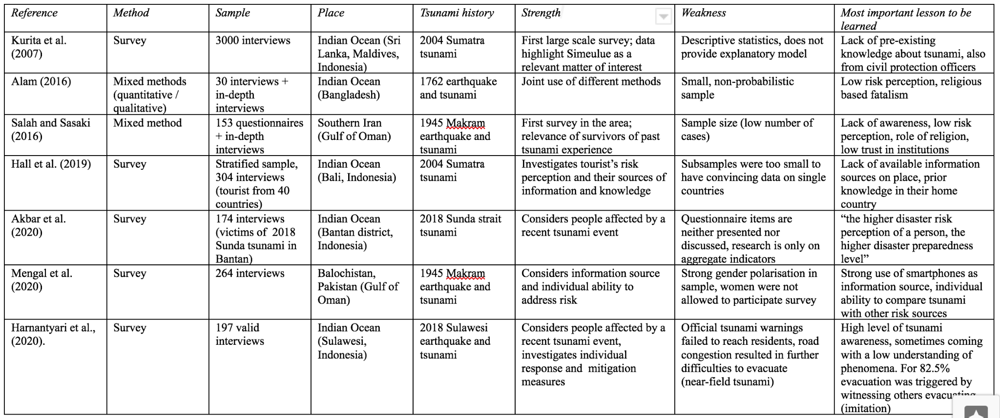 Reference
Method
Sample
Place
Tsunami history
Strength
Weakness
Most important lesson to be
learned
Kurita et al.
(2007)
Survey
3000 interviews
Indian Ocean (Sri
Lanka, Maldives,
Indonesia)
2004 Sumatra
tsunami
First large scale survey; data
highlight Simeulue as a
relevant matter of interest
Descriptive statistics, does not
provide explanatory model
Lack of pre-existing
knowledge about tsunami, also
from civil protection officers
Alam (2016)
Mixed methods
(quantitative /
qualitative)
30 interviews +
in-depth
interviews
Indian Ocean
(Bangladesh)
1762 earthquake
and tsunami
Joint use of different methods
Small, non-probabilistic
sample
Low risk perception, religious
based fatalism
Salah and Sasaki
(2016)
Mixed method
153 questionnaires
+ in-depth
interviews
Southern Iran
(Gulf of Oman)
1945 Makram
earthquake and
tsunami
First survey in the area;
relevance of survivors of past
tsunami experience
Sample size (low number of
cases)
Lack of awareness, low risk
perception, role of religion,
low trust in institutions
Hall et al. (2019)
Survey
Stratified sample,
304 interviews
(tourist from 40
countries)
Indian Ocean
(Bali, Indonesia)
2004 Sumatra
tsunami
Investigates tourist’s risk
perception and their sources of
information and knowledge
Subsamples were too small to
have convincing data on single
countries
Lack of available information
sources on place, prior
knowledge in their home
country
Akbar et al.
(2020)
Survey
174 interviews
(victims of 2018
Sunda tsunami in
Bantan)
Indian Ocean
(Bantan district,
Indonesia)
2018 Sunda strait
tsunami
Considers people affected by a
recent tsunami event
Questionnaire items are
neither presented nor
discussed, research is only on
aggregate indicators
“the higher disaster risk
perception of a person, the
higher disaster preparedness
level”
Mengal et al.
(2020)
Survey
264 interviews
Balochistan,
Pakistan (Gulf of
Oman)
1945 Makram
earthquake and
tsunami
Considers information source
and individual ability to
address risk
Strong gender polarisation in
sample, women were not
allowed to participate survey
Strong use of smartphones as
information source, individual
ability to compare tsunami
with other risk sources
Harnantyari et al.,
(2020).
Survey
197 valid
interviews
Indian Ocean
(Sulawesi,
Indonesia)
2018 Sulawesi
earthquake and
tsunami
Considers people affected by a
recent tsunami event,
investigates individual
response and mitigation
measures
Official tsunami warnings
failed to reach residents, road
congestion resulted in further
difficulties to evacuate
(near-field tsunami)
High level of tsunami
awareness, sometimes coming
with a low understanding of
phenomena. For 82.5%
evacuation was triggered by
witnessing others evacuating
(imitation)